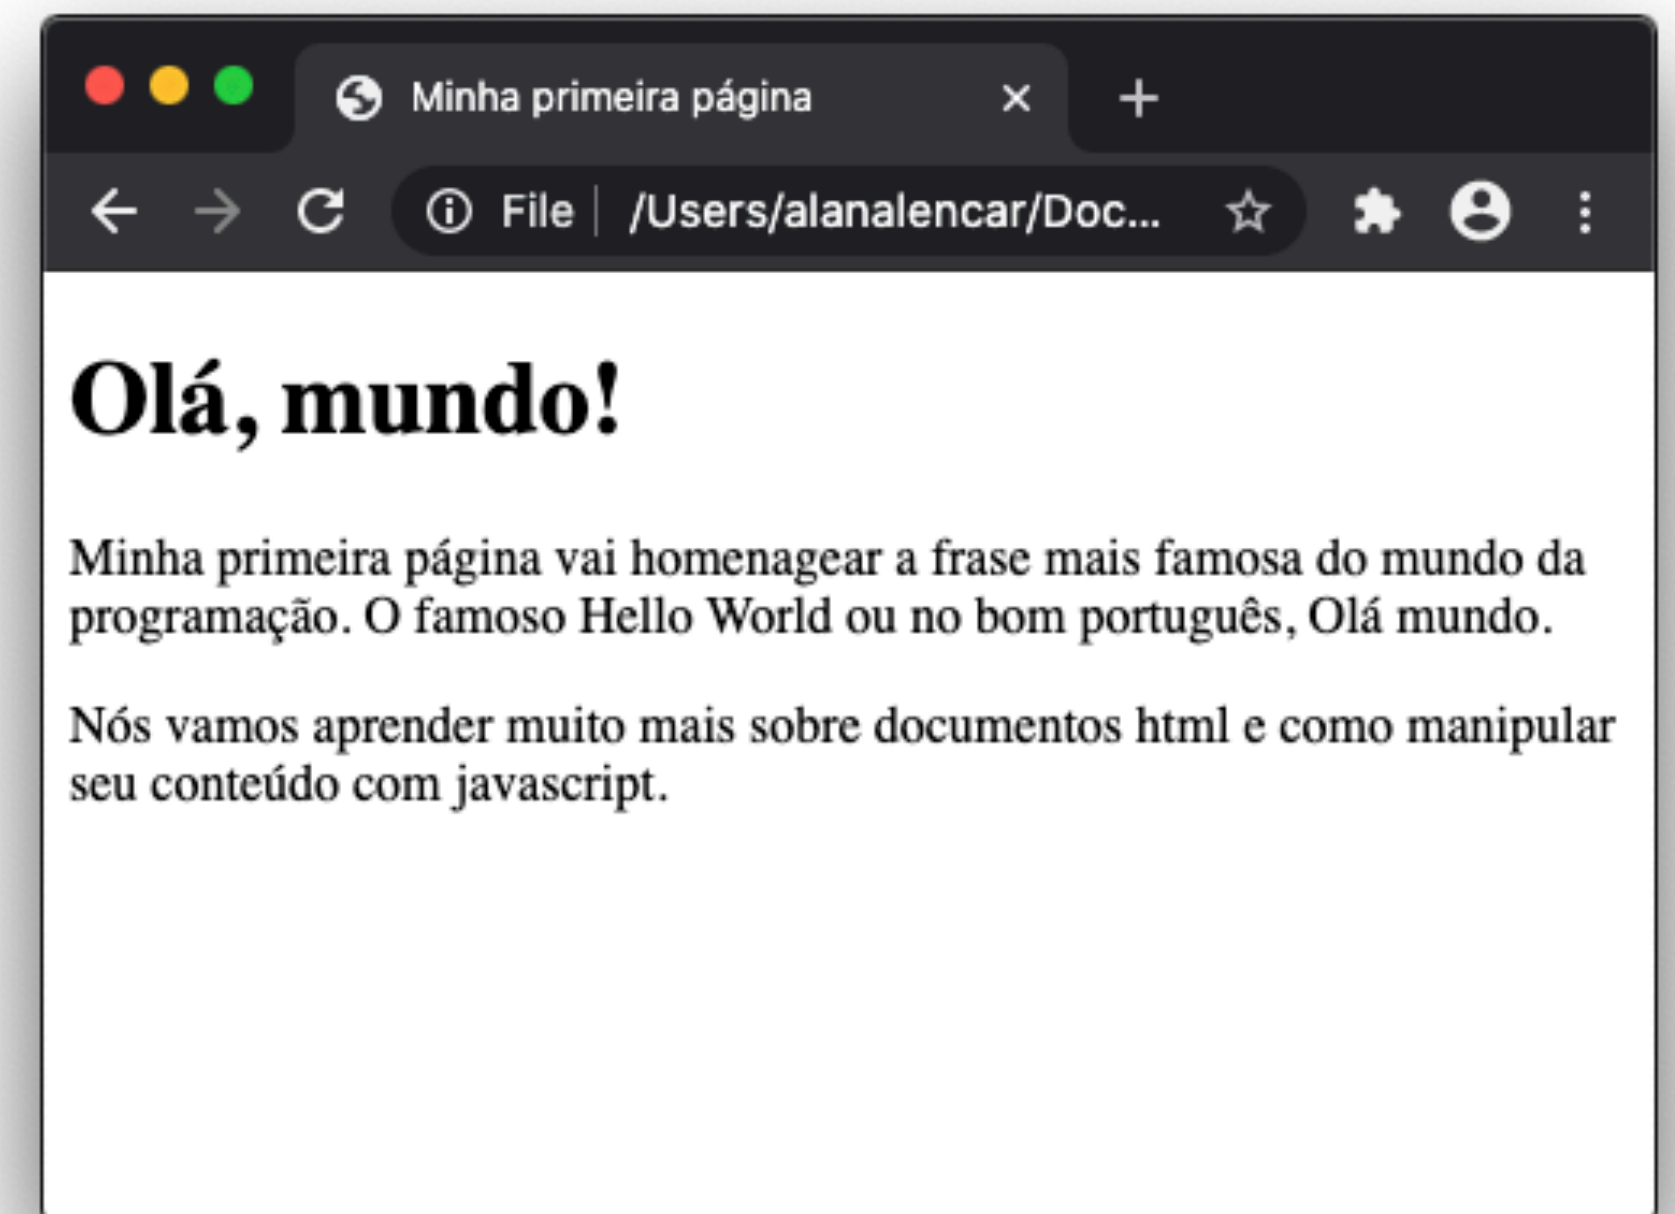 Minha primeira página
File /Users/alanalencar/Doc...
Olá, mundo!
Minha primeira página vai homenagear a frase mais famosa do mundo da
programação. O famoso Hello World ou no bom português, Olá mundo.
Nós vamos aprender muito mais sobre documentos html e como manipular
seu conteúdo com javascript.